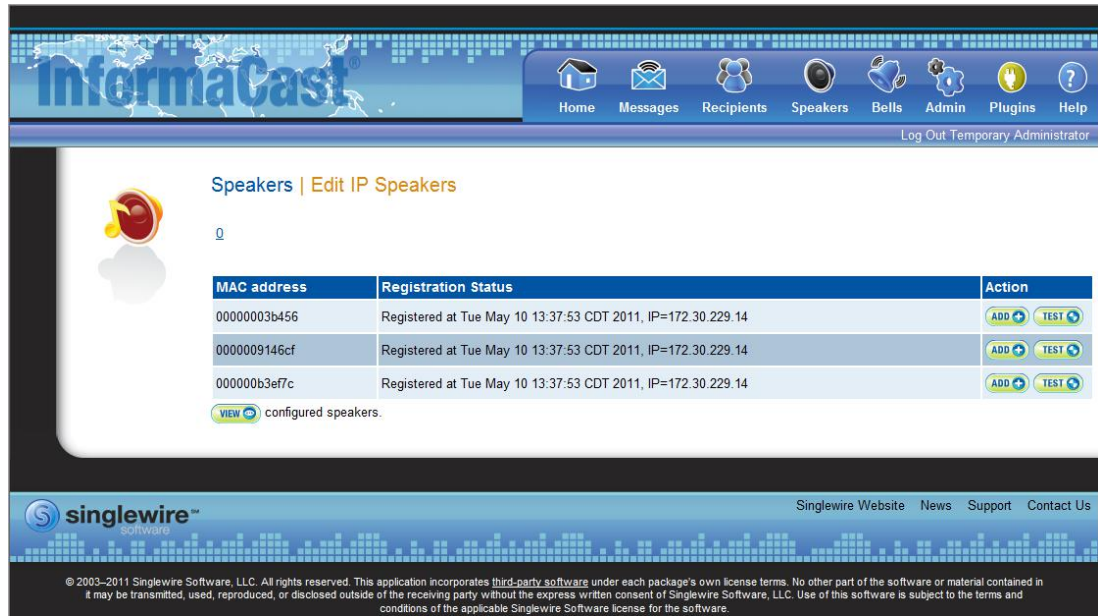 InformaCast®
Home Messages Recipients Speakers Bells Admin Plugins Help
Log Out Temporary Administrator
Speakers | Edit IP Speakers
0
MAC address Registration Status Action
00000003b456 Registered at Tue May 10 13:37:53 CDT 2011, IP=172.30.229.14 ADD TEST
0000009146cf Registered at Tue May 10 13:37:53 CDT 2011, IP=172.30.229.14 ADD TEST
000000b3ef7c Registered at Tue May 10 13:37:53 CDT 2011, IP=172.30.229.14 ADD TEST
VIEW configured speakers.
Singlewire Website News Support Contact Us
singlewire℠
software
© 2003–2011 Singlewire Software, LLC. All rights reserved. This application incorporates third-party software under each package's own license terms. No other part of the software or material contained in
it may be transmitted, used, reproduced, or disclosed outside of the receiving party without the express written consent of Singlewire Software, LLC. Use of this software is subject to the terms and
conditions of the applicable Singlewire Software license for the software.